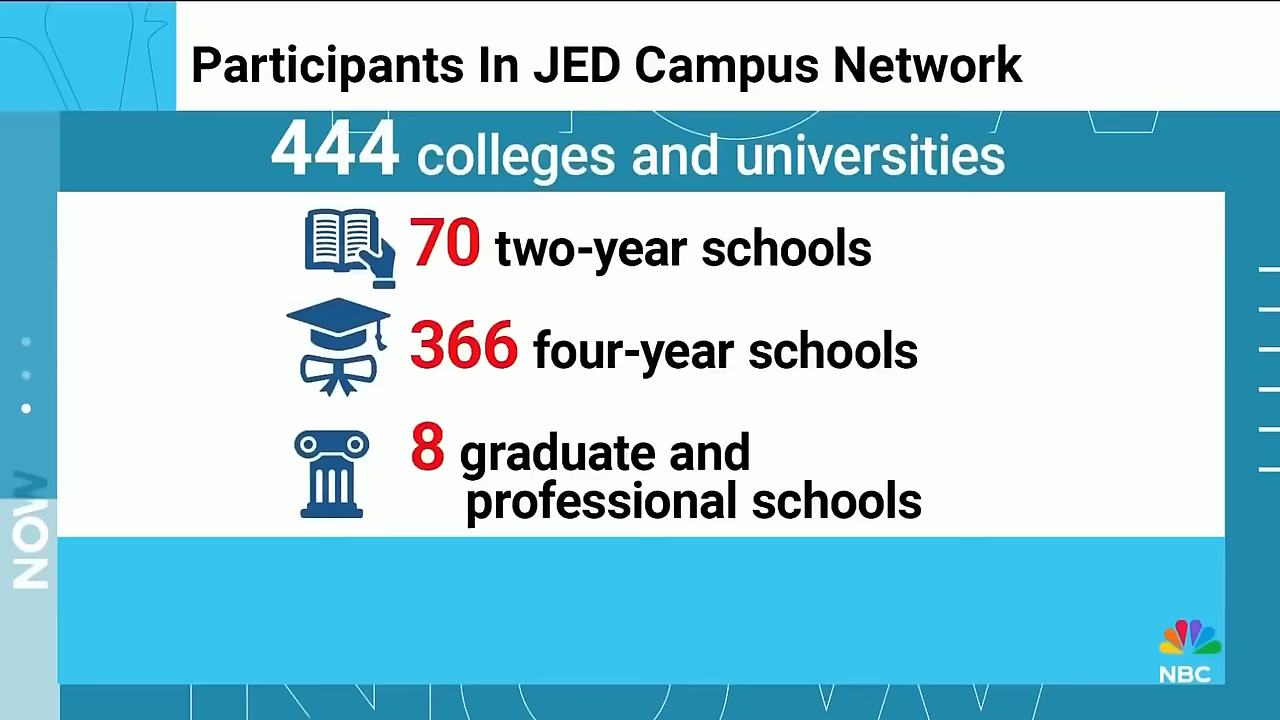 Participants In JED Campus Network
444 colleges and universities
70 two-year schools
366 four-year schools
8 graduate and
professional schools
NOW
NBC